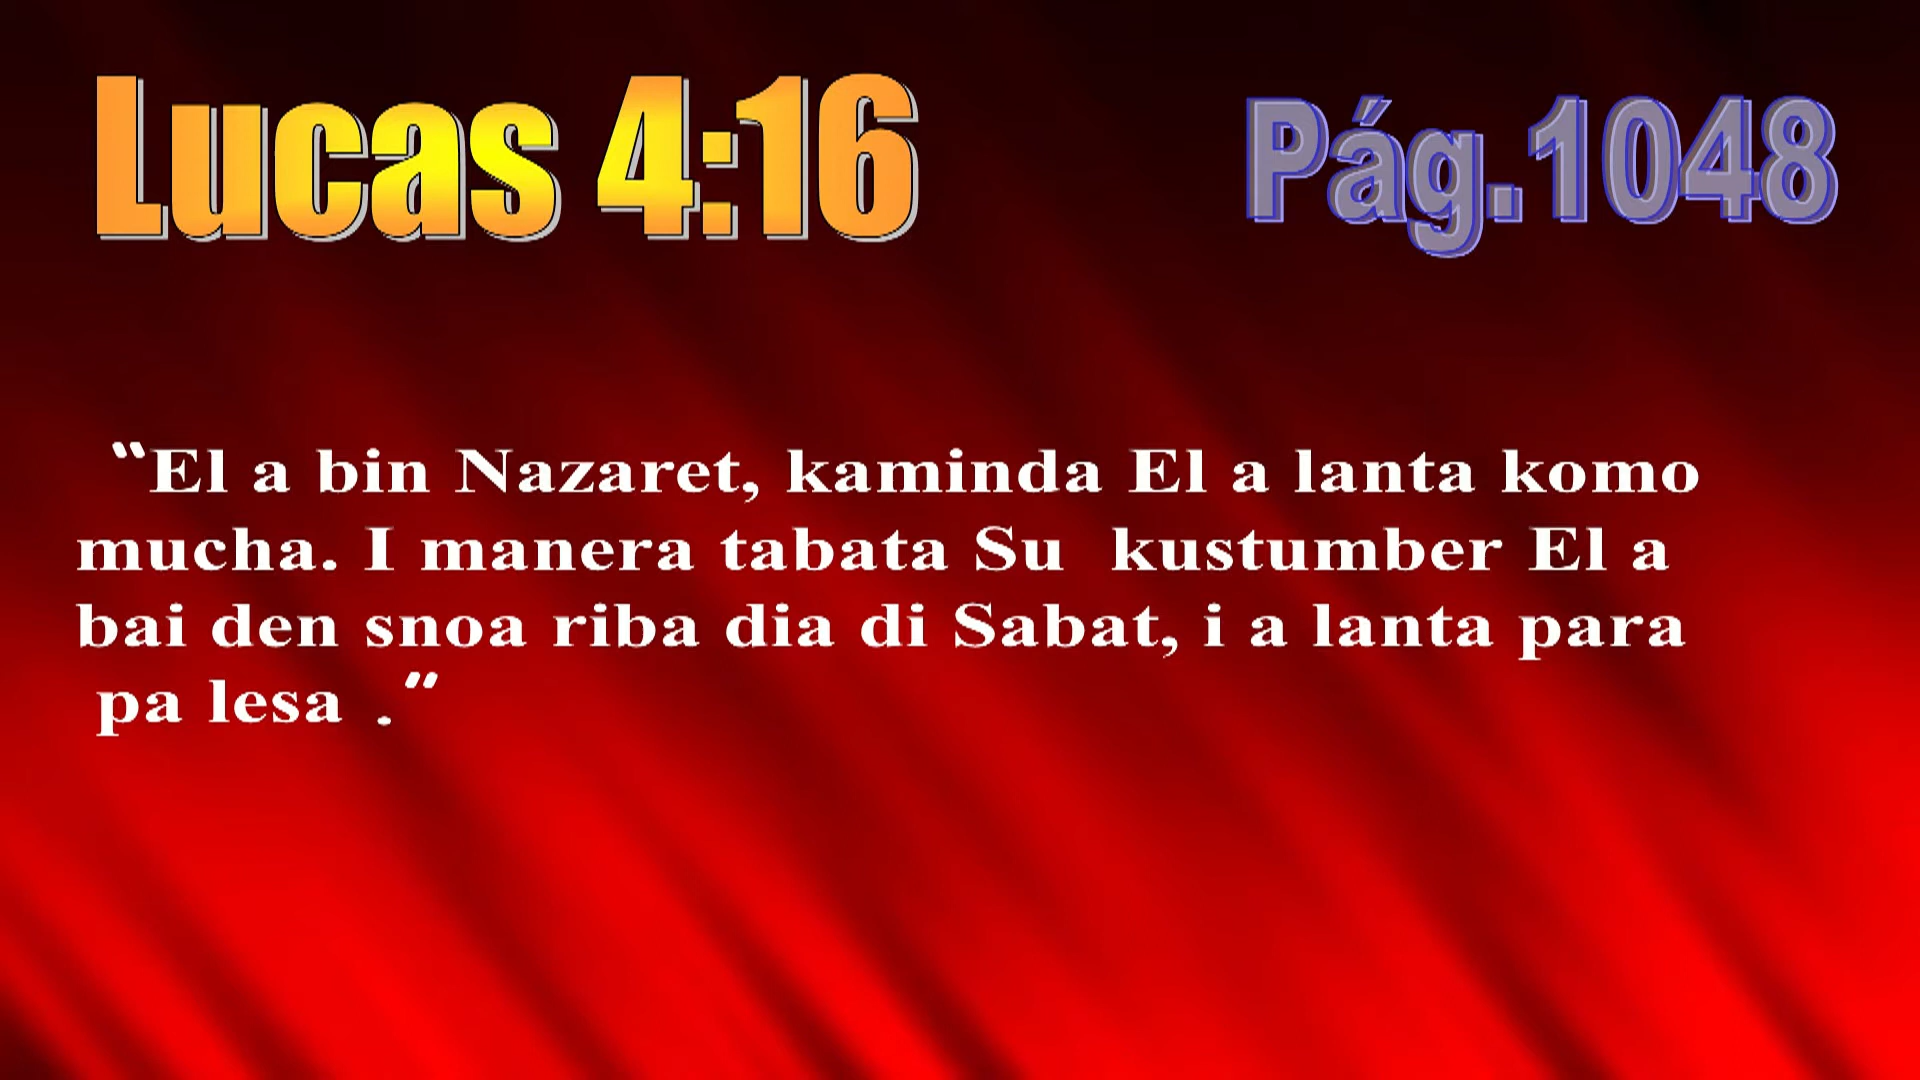 Lucas 4:16
Pág.1048
“El a bin Nazaret, kaminda El a lanta komo
mucha. I manera tabata Su kustumber El a
bai den snoa riba dia di Sabat, i a lanta para
pa lesa .”